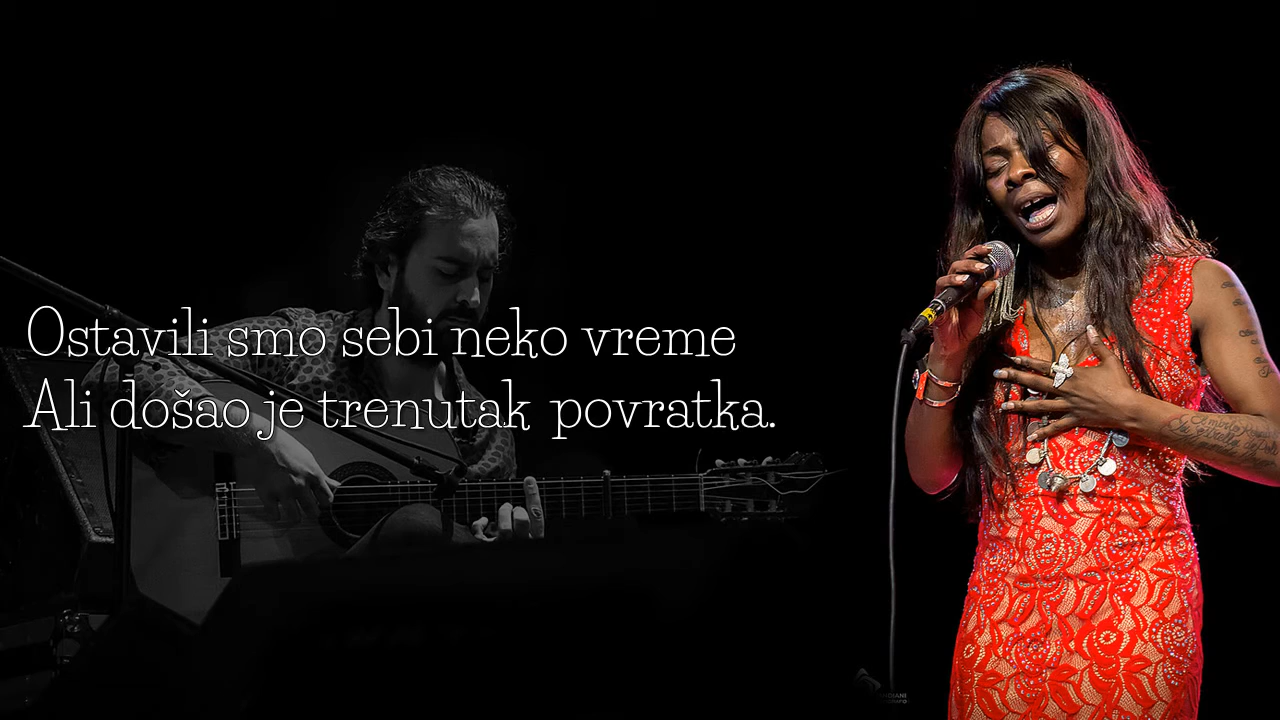 Ostavili smo sebi neko vreme
Ali došao je trenutak povratka.